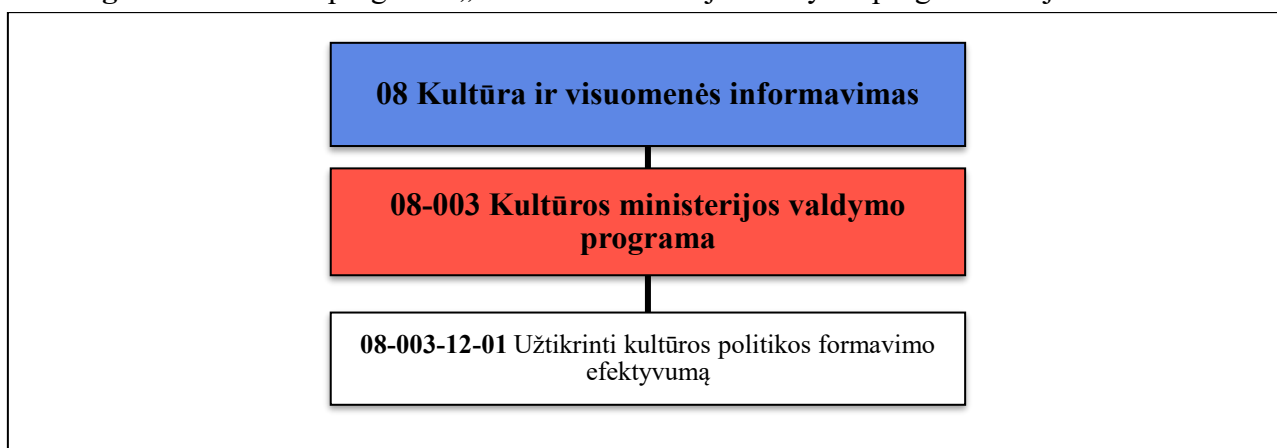 08 Kultūra ir visuomenės informavimas
08-003 Kultūros ministerijos valdymo
programa
08-003-12-01 Užtikrinti kultūros politikos formavimo
efektyvumą